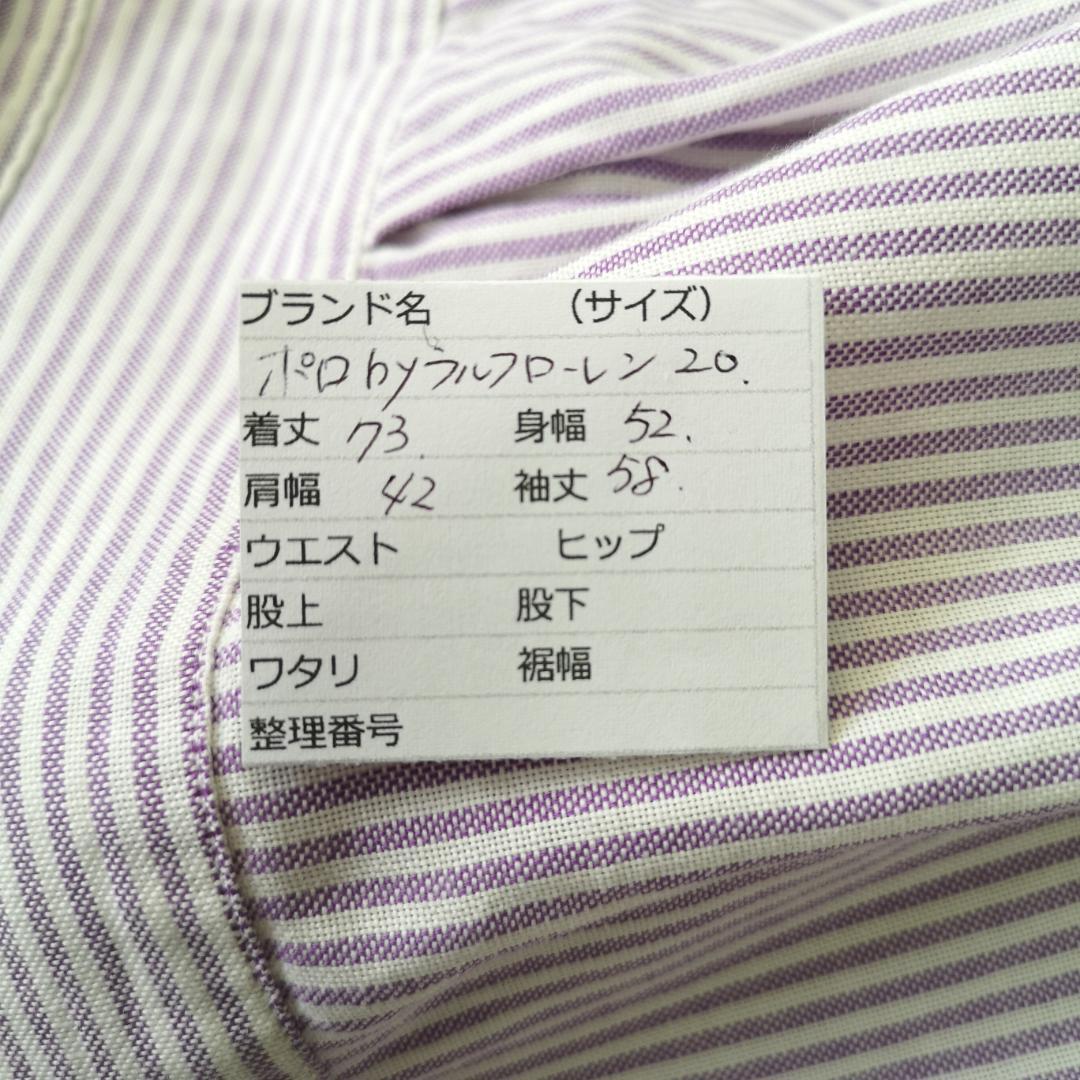 ブランド名 (サイズ)
ポロbyラルフローレン 20.
着丈 73. 身幅 52.
肩幅 42 袖丈 58.
ウエスト ヒップ
股上 股下
ワタリ 裾幅
整理番号